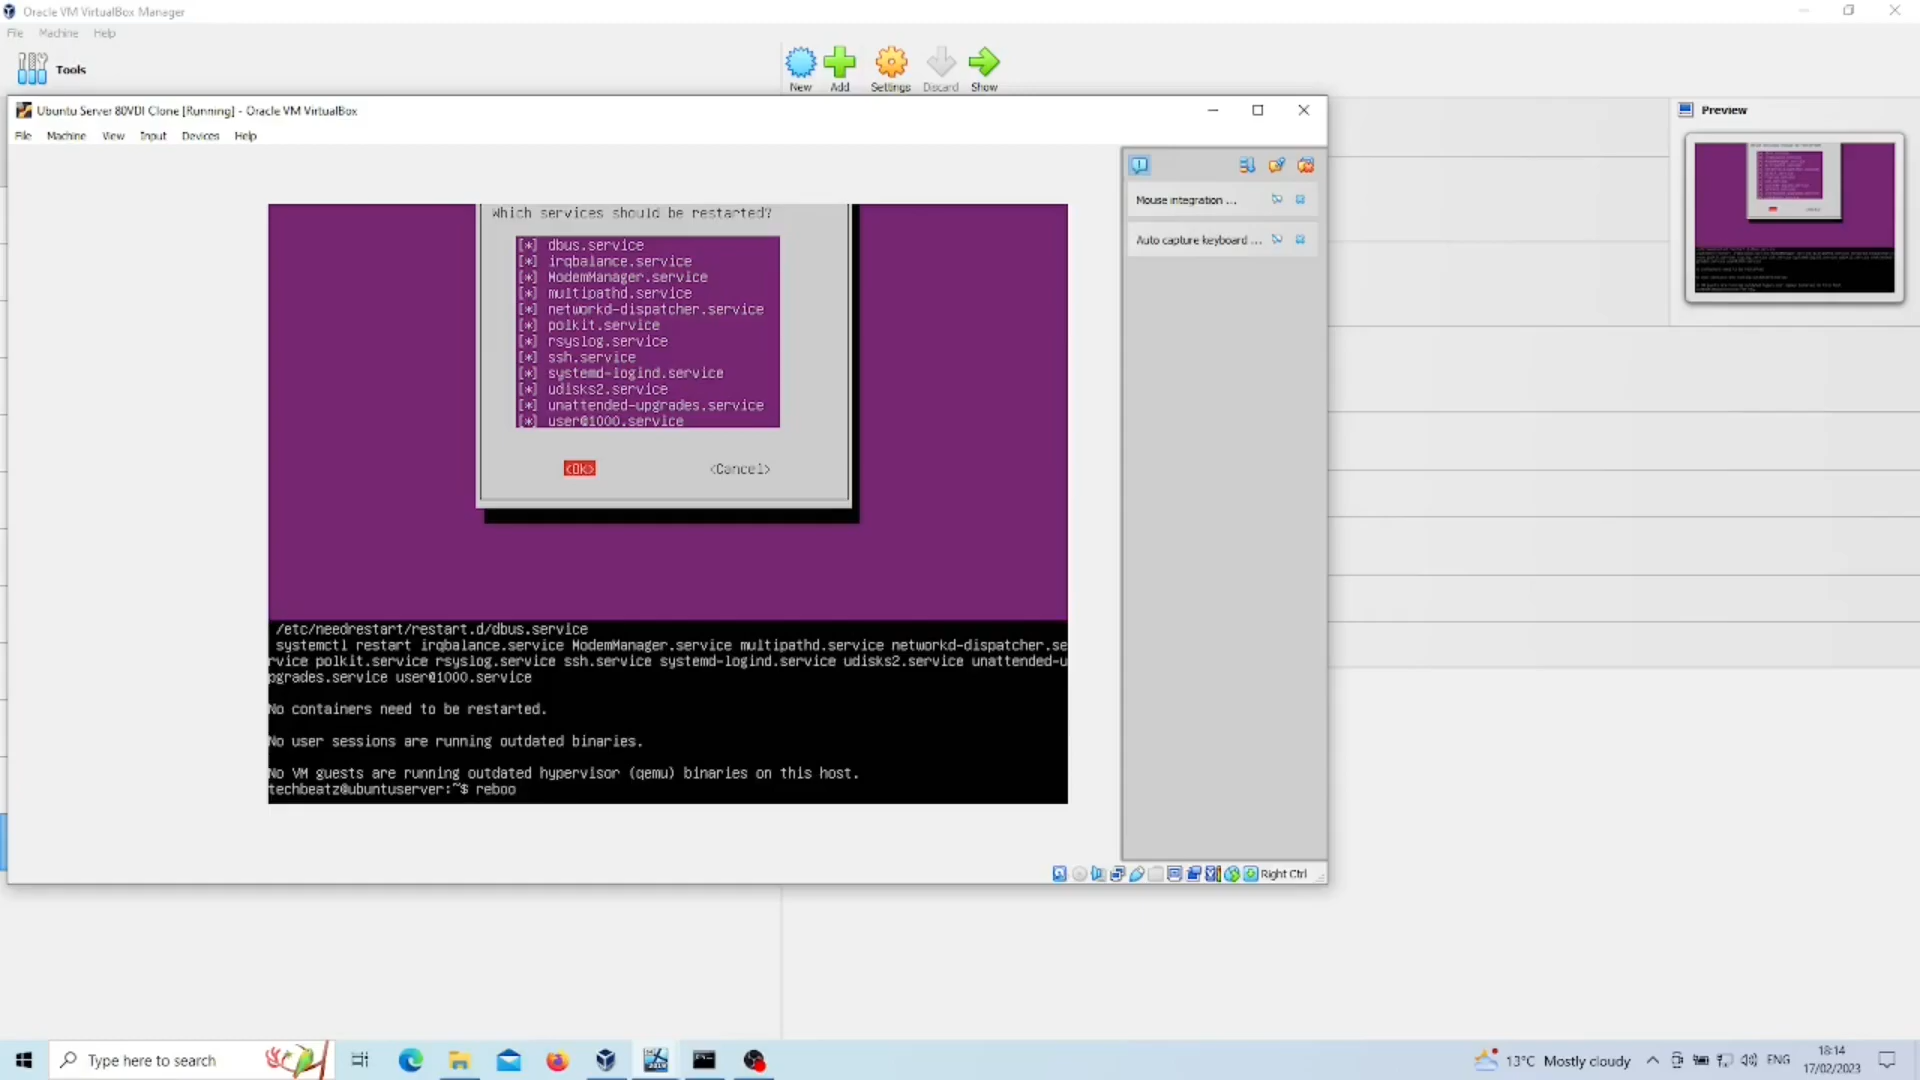 Oracle VM VirtualBox Manager
File Machine Help
Tools
New Add Settings Discard Show
Ubuntu Server 80VDI Clone [Running] - Oracle VM VirtualBox
File Machine View Input Devices Help
Preview
Mouse integration ...
Auto capture keyboard ...
Which services should be restarted?
[*] dbus.service
[*] irqbalance.service
[*] ModemManager.service
[*] multipathd.service
[*] networkd-dispatcher.service
[*] polkit.service
[*] rsyslog.service
[*] ssh.service
[*] systemd-logind.service
[*] udisks2.service
[*] unattended-upgrades.service
[*] user@1000.service
<Ok> <Cancel>
/etc/needrestart/restart.d/dbus.service
systemctl restart irqbalance.service ModemManager.service multipathd.service networkd-dispatcher.se
rvice polkit.service rsyslog.service ssh.service systemd-logind.service udisks2.service unattended-u
pgrades.service user@1000.service
No containers need to be restarted.
No user sessions are running outdated binaries.
No VM guests are running outdated hypervisor (qemu) binaries on this host.
techbeatz@ubuntuserver:~$ reboo
Right Ctrl
Type here to search
13°C Mostly cloudy
ENG
18:14
17/02/2023